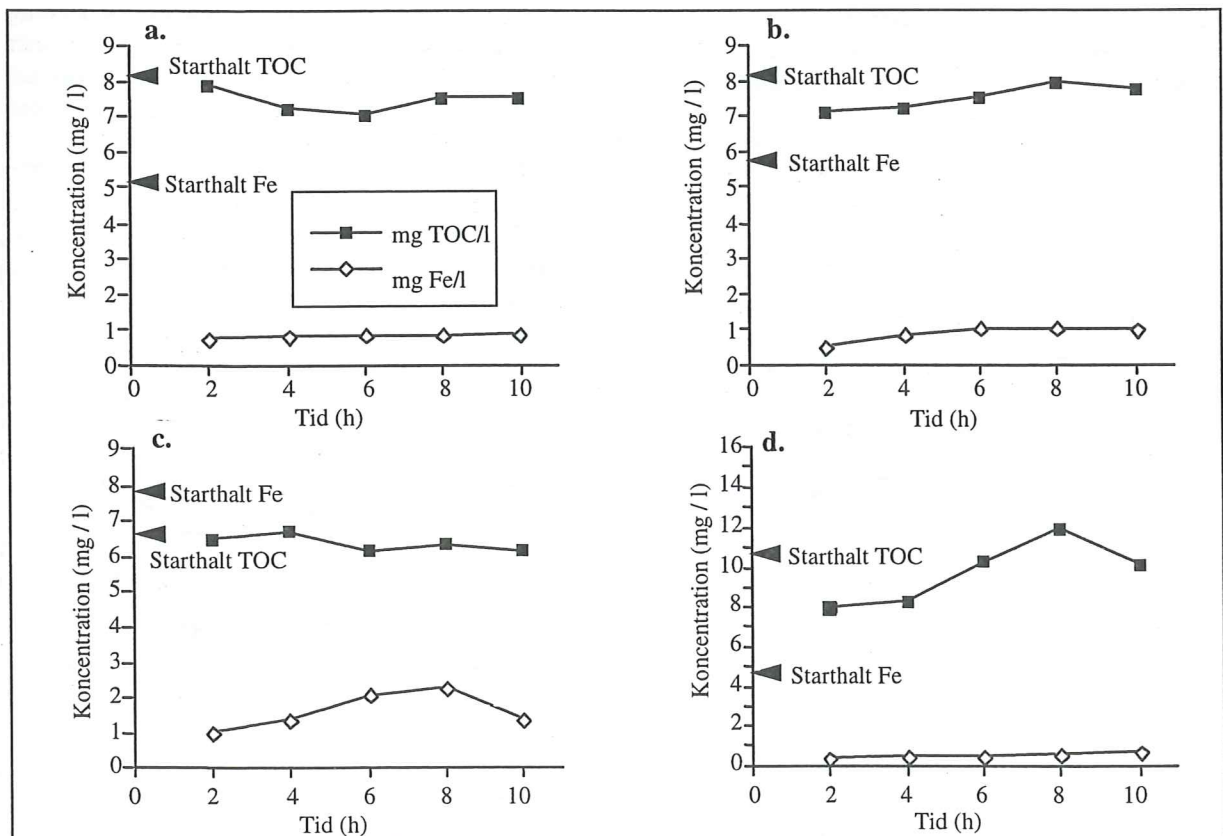 a.
Koncentration (mg / l)
9
8
7
6
5
4
3
2
1
0
Starthalt TOC
Starthalt Fe
mg TOC/l
mg Fe/l
0 2 4 6 8 10
Tid (h)
b.
Koncentration (mg / l)
9
8
7
6
5
4
3
2
1
0
Starthalt TOC
Starthalt Fe
0 2 4 6 8 10
Tid (h)
c.
Koncentration (mg / l)
9
8
7
6
5
4
3
2
1
0
Starthalt Fe
Starthalt TOC
0 2 4 6 8 10
Tid (h)
d.
Koncentration (mg / l)
16
14
12
10
8
6
4
2
0
Starthalt TOC
Starthalt Fe
0 2 4 6 8 10
Tid (h)